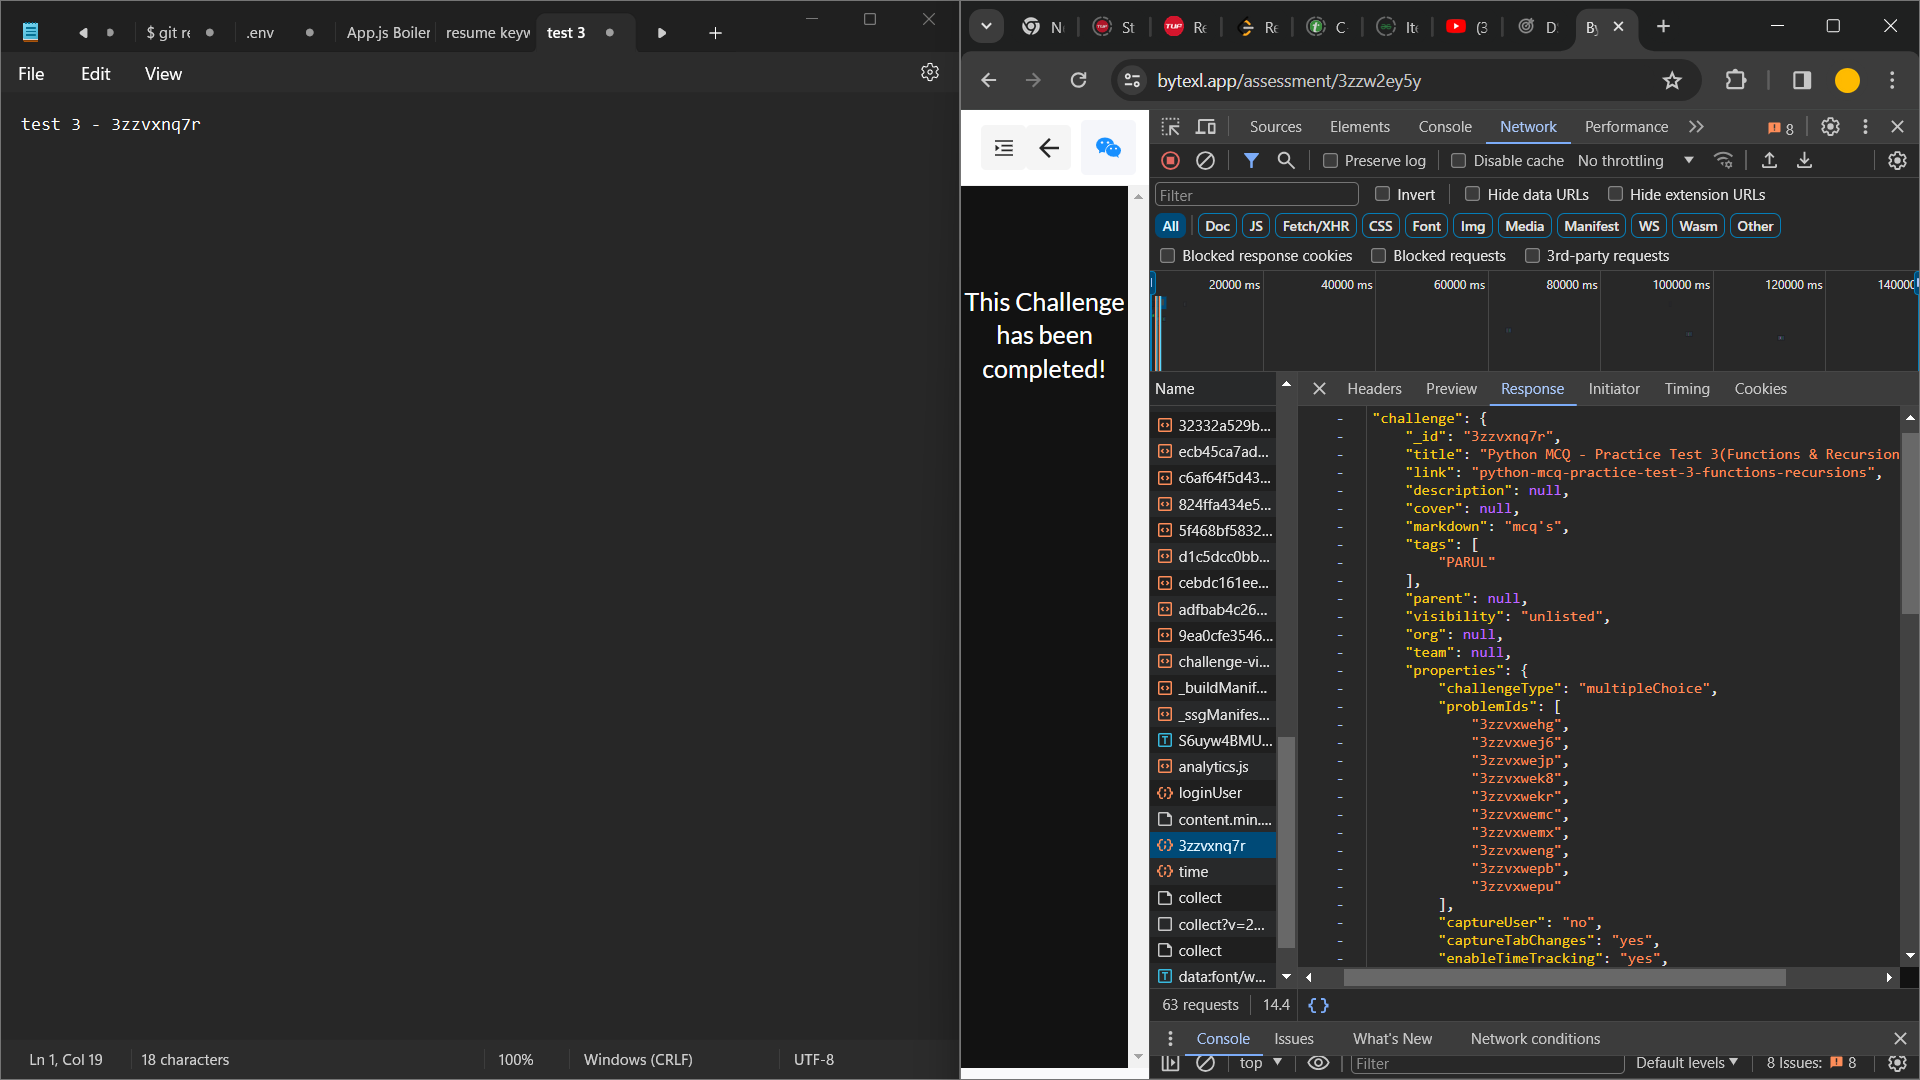 $ git re
.env
App.js Boiler
resume keyw
test 3
File
Edit
View
test 3 - 3zzvxnq7r
Ln 1, Col 19
18 characters
100%
Windows (CRLF)
UTF-8
N
St
Re
Re
C
Ite
(3
D
By
bytexl.app/assessment/3zzw2ey5y
This Challenge
has been
completed!
Sources
Elements
Console
Network
Performance
8
Preserve log
Disable cache
No throttling
Filter
Invert
Hide data URLs
Hide extension URLs
All
Doc
JS
Fetch/XHR
CSS
Font
Img
Media
Manifest
WS
Wasm
Other
Blocked response cookies
Blocked requests
3rd-party requests
20000 ms
40000 ms
60000 ms
80000 ms
100000 ms
120000 ms
14000
Name
32332a529b...
ecb45ca7ad...
c6af64f5d43...
824ffa434e5...
5f468bf5832...
d1c5dcc0bb...
cebdc161ee...
adfbab4c26...
9ea0cfe3546...
challenge-vi...
_buildManif...
_ssgManifes...
S6uyw4BMU...
analytics.js
loginUser
content.min....
3zzvxnq7r
time
collect
collect?v=2...
collect
data:font/w...
Headers
Preview
Response
Initiator
Timing
Cookies
"challenge": {
"_id": "3zzvxnq7r",
"title": "Python MCQ - Practice Test 3(Functions & Recursion
"link": "python-mcq-practice-test-3-functions-recursions",
"description": null,
"cover": null,
"markdown": "mcq's",
"tags": [
"PARUL"
],
"parent": null,
"visibility": "unlisted",
"org": null,
"team": null,
"properties": {
"challengeType": "multipleChoice",
"problemIds": [
"3zzvxwehg",
"3zzvxwej6",
"3zzvxwejp",
"3zzvxwek8",
"3zzvxwekr",
"3zzvxwemc",
"3zzvxwemx",
"3zzvxweng",
"3zzvxwepb",
"3zzvxwepu"
],
"captureUser": "no",
"captureTabChanges": "yes",
"enableTimeTracking": "yes",
63 requests
14.4
{ }
Console
Issues
What's New
Network conditions
top
Filter
Default levels
8 Issues:
8